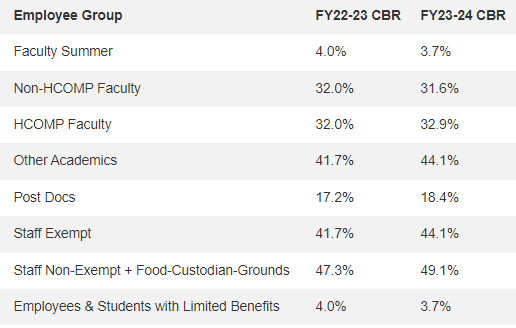 Employee Group FY22-23 CBR FY23-24 CBR
Faculty Summer 4.0% 3.7%
Non-HCOMP Faculty 32.0% 31.6%
HCOMP Faculty 32.0% 32.9%
Other Academics 41.7% 44.1%
Post Docs 17.2% 18.4%
Staff Exempt 41.7% 44.1%
Staff Non-Exempt + Food-Custodian-Grounds 47.3% 49.1%
Employees & Students with Limited Benefits 4.0% 3.7%